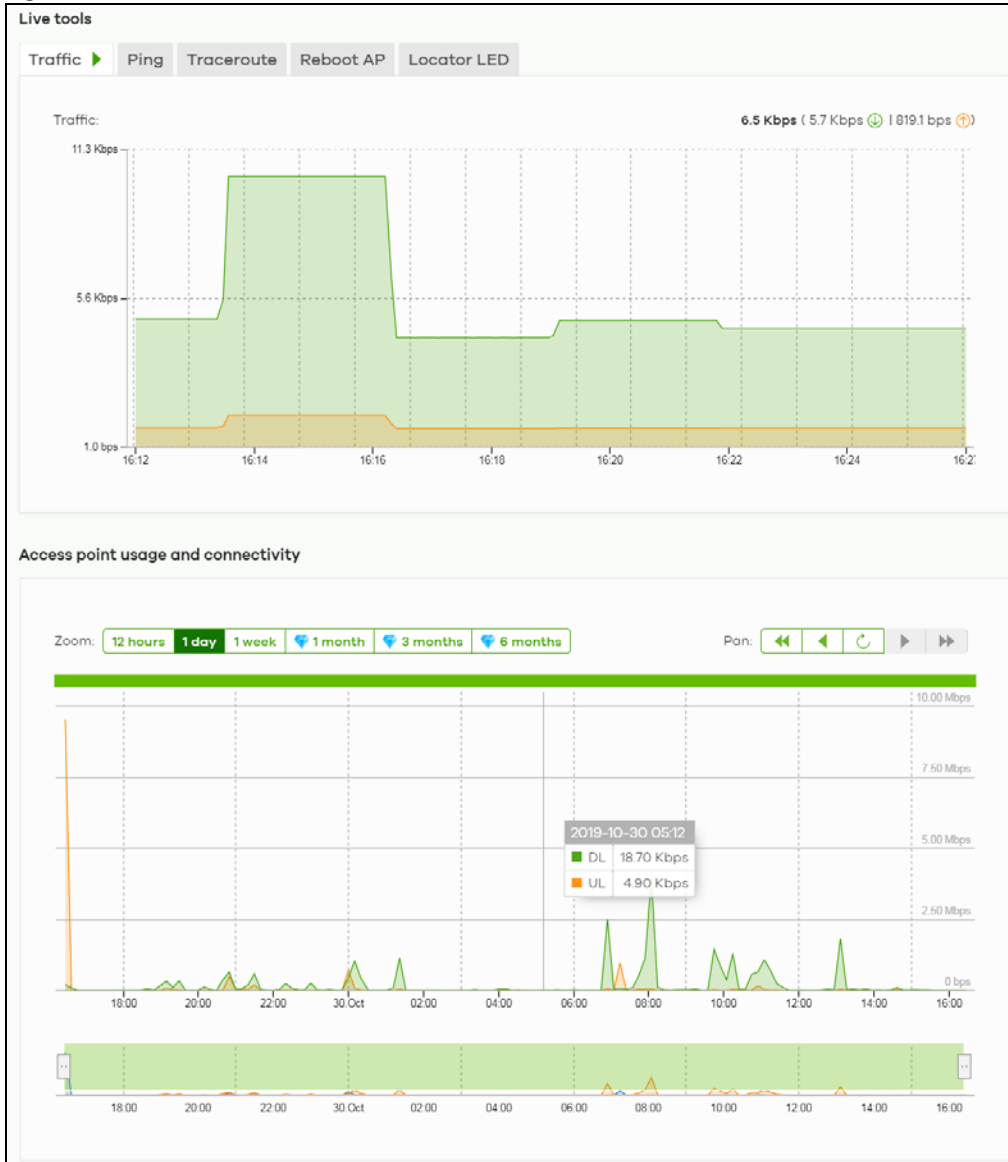 Live tools
Traffic Ping Traceroute Reboot AP Locator LED
Traffic: 6.5 Kbps ( 5.7 Kbps | 819.1 bps )
11.3 Kbps
5.6 Kbps
1.0 bps
16:12 16:14 16:16 16:18 16:20 16:22 16:24 16:2
Access point usage and connectivity
Zoom: 12 hours 1 day 1 week 1 month 3 months 6 months Pan:
10.00 Mbps
7.50 Mbps
2019-10-30 05:12
5.00 Mbps
DL 18.70 Kbps
UL 4.90 Kbps
2.50 Mbps
0 bps
18:00 20:00 22:00 30.Oct 02:00 04:00 06:00 08:00 10:00 12:00 14:00 16:00
18:00 20:00 22:00 30.Oct 02:00 04:00 06:00 08:00 10:00 12:00 14:00 16:00